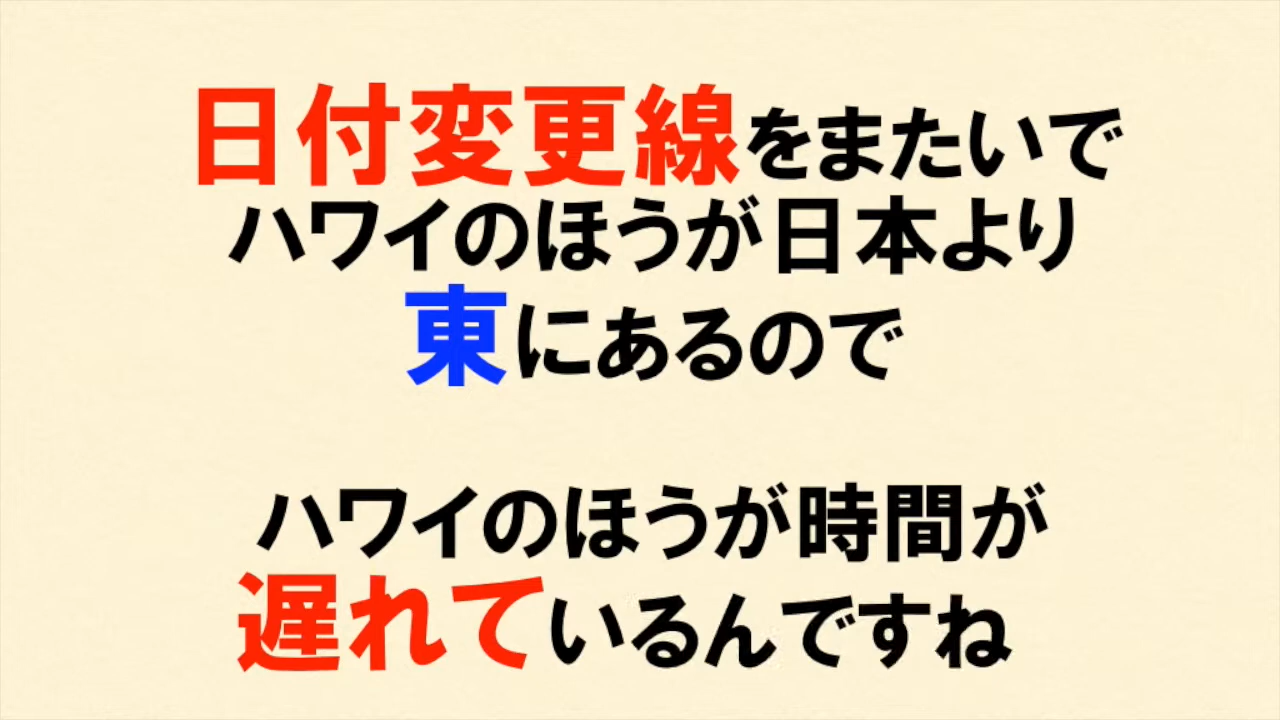 日付変更線をまたいで
ハワイのほうが日本より
東にあるので
ハワイのほうが時間が
遅れているんですね